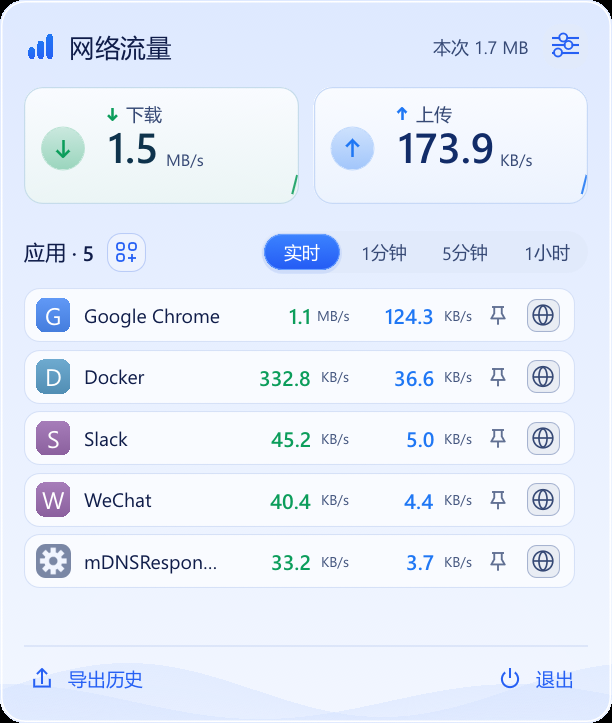 网络流量 本次 1.7 MB
下载
1.5 MB/s
上传
173.9 KB/s
应用 · 5 实时 1分钟 5分钟 1小时
G Google Chrome 1.1 MB/s 124.3 KB/s
D Docker 332.8 KB/s 36.6 KB/s
S Slack 45.2 KB/s 5.0 KB/s
W WeChat 40.4 KB/s 4.4 KB/s
mDNSRespon... 33.2 KB/s 3.7 KB/s
导出历史 退出